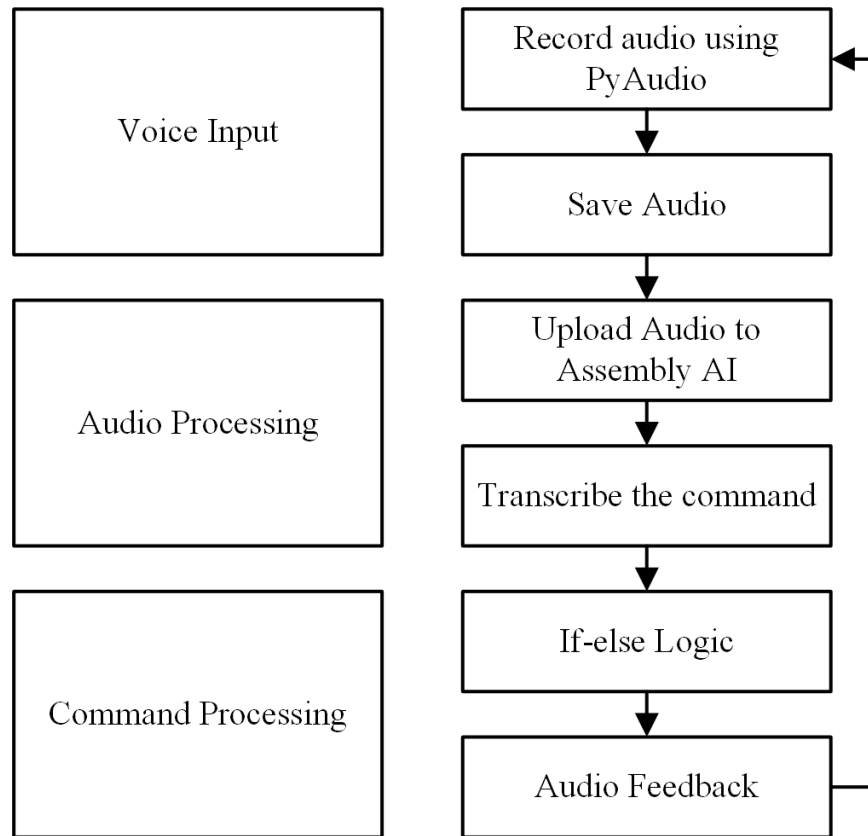 Voice Input
Record audio using
PyAudio
Save Audio
Audio Processing
Upload Audio to
Assembly AI
Transcribe the command
Command Processing
If-else Logic
Audio Feedback